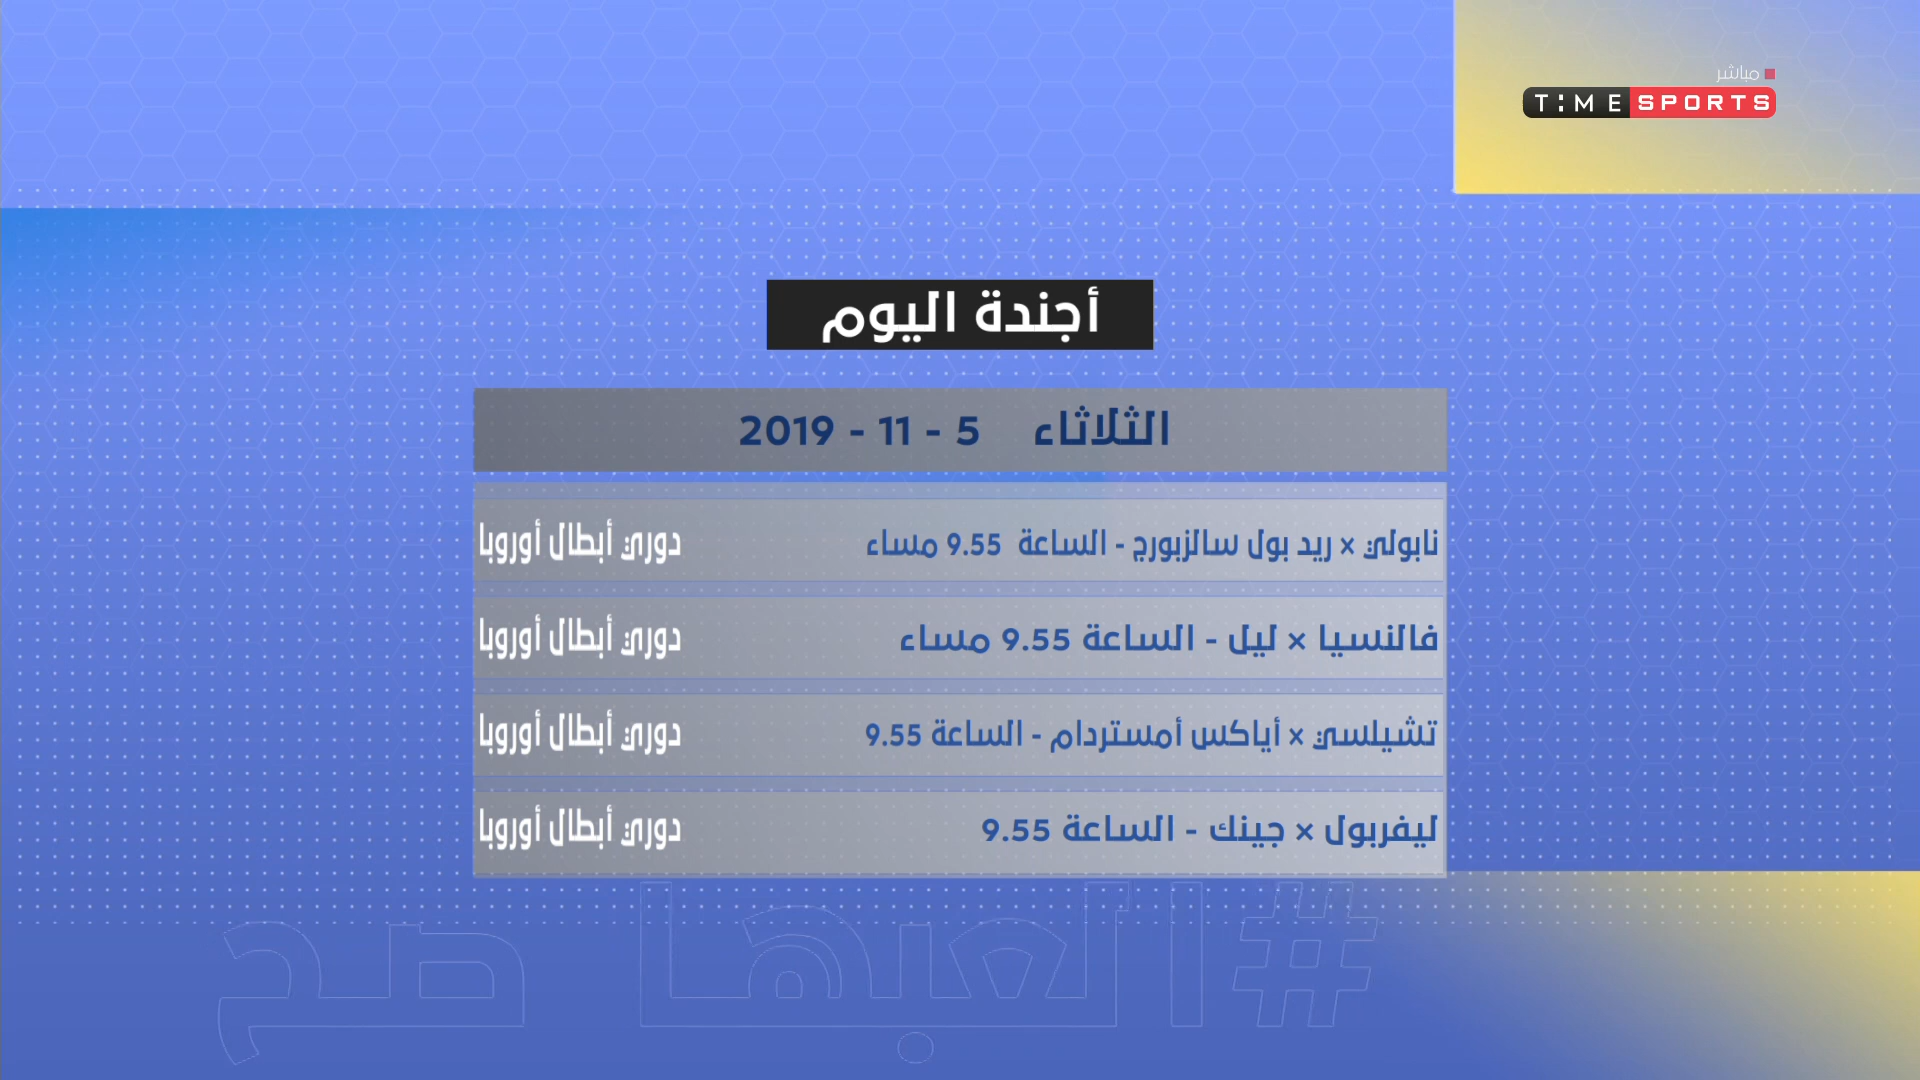 مباشر
TIME SPORTS
أجندة اليوم
الثلاثاء 5 - 11 - 2019
نابولي × ريد بول سالزبورج - الساعة 9.55 مساء دوري أبطال أوروبا
فالنسيا × ليل - الساعة 9.55 مساء دوري أبطال أوروبا
تشيلسي × أياكس أمستردام - الساعة 9.55 دوري أبطال أوروبا
ليفربول × جينك - الساعة 9.55 دوري أبطال أوروبا
#العبها صح